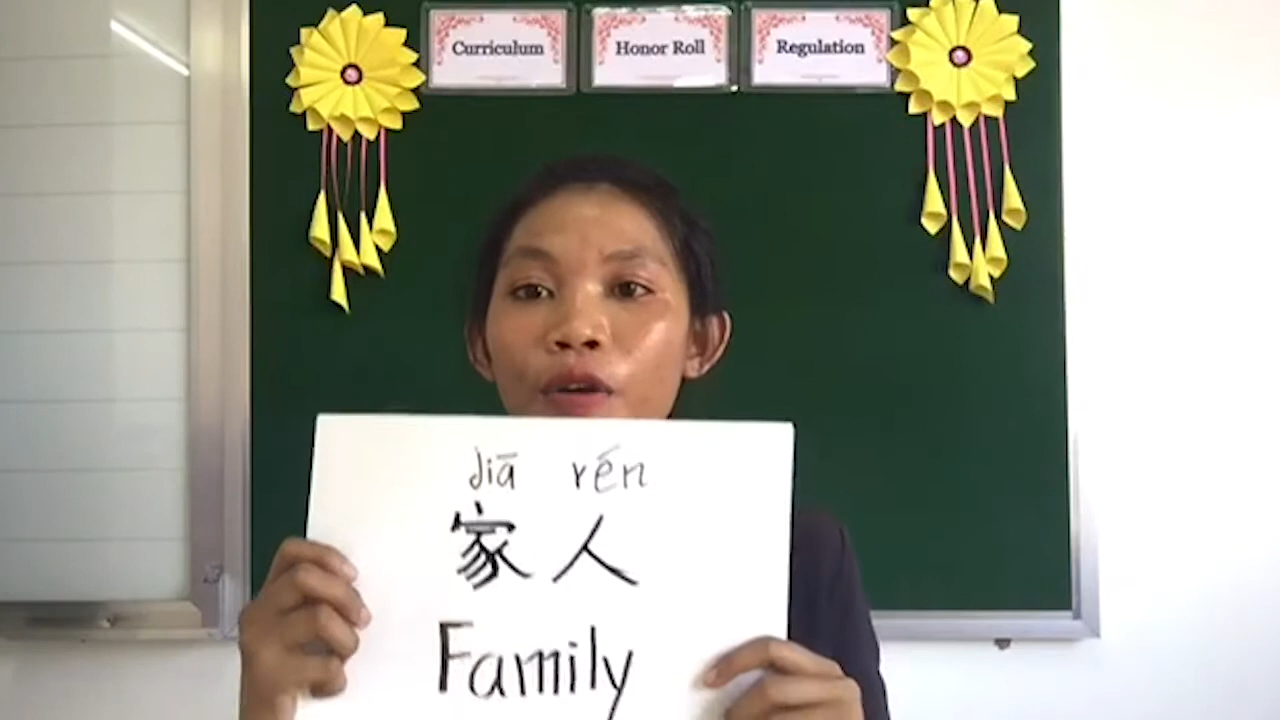 Curriculum Honor Roll Regulation
jiā rén
家人
Family